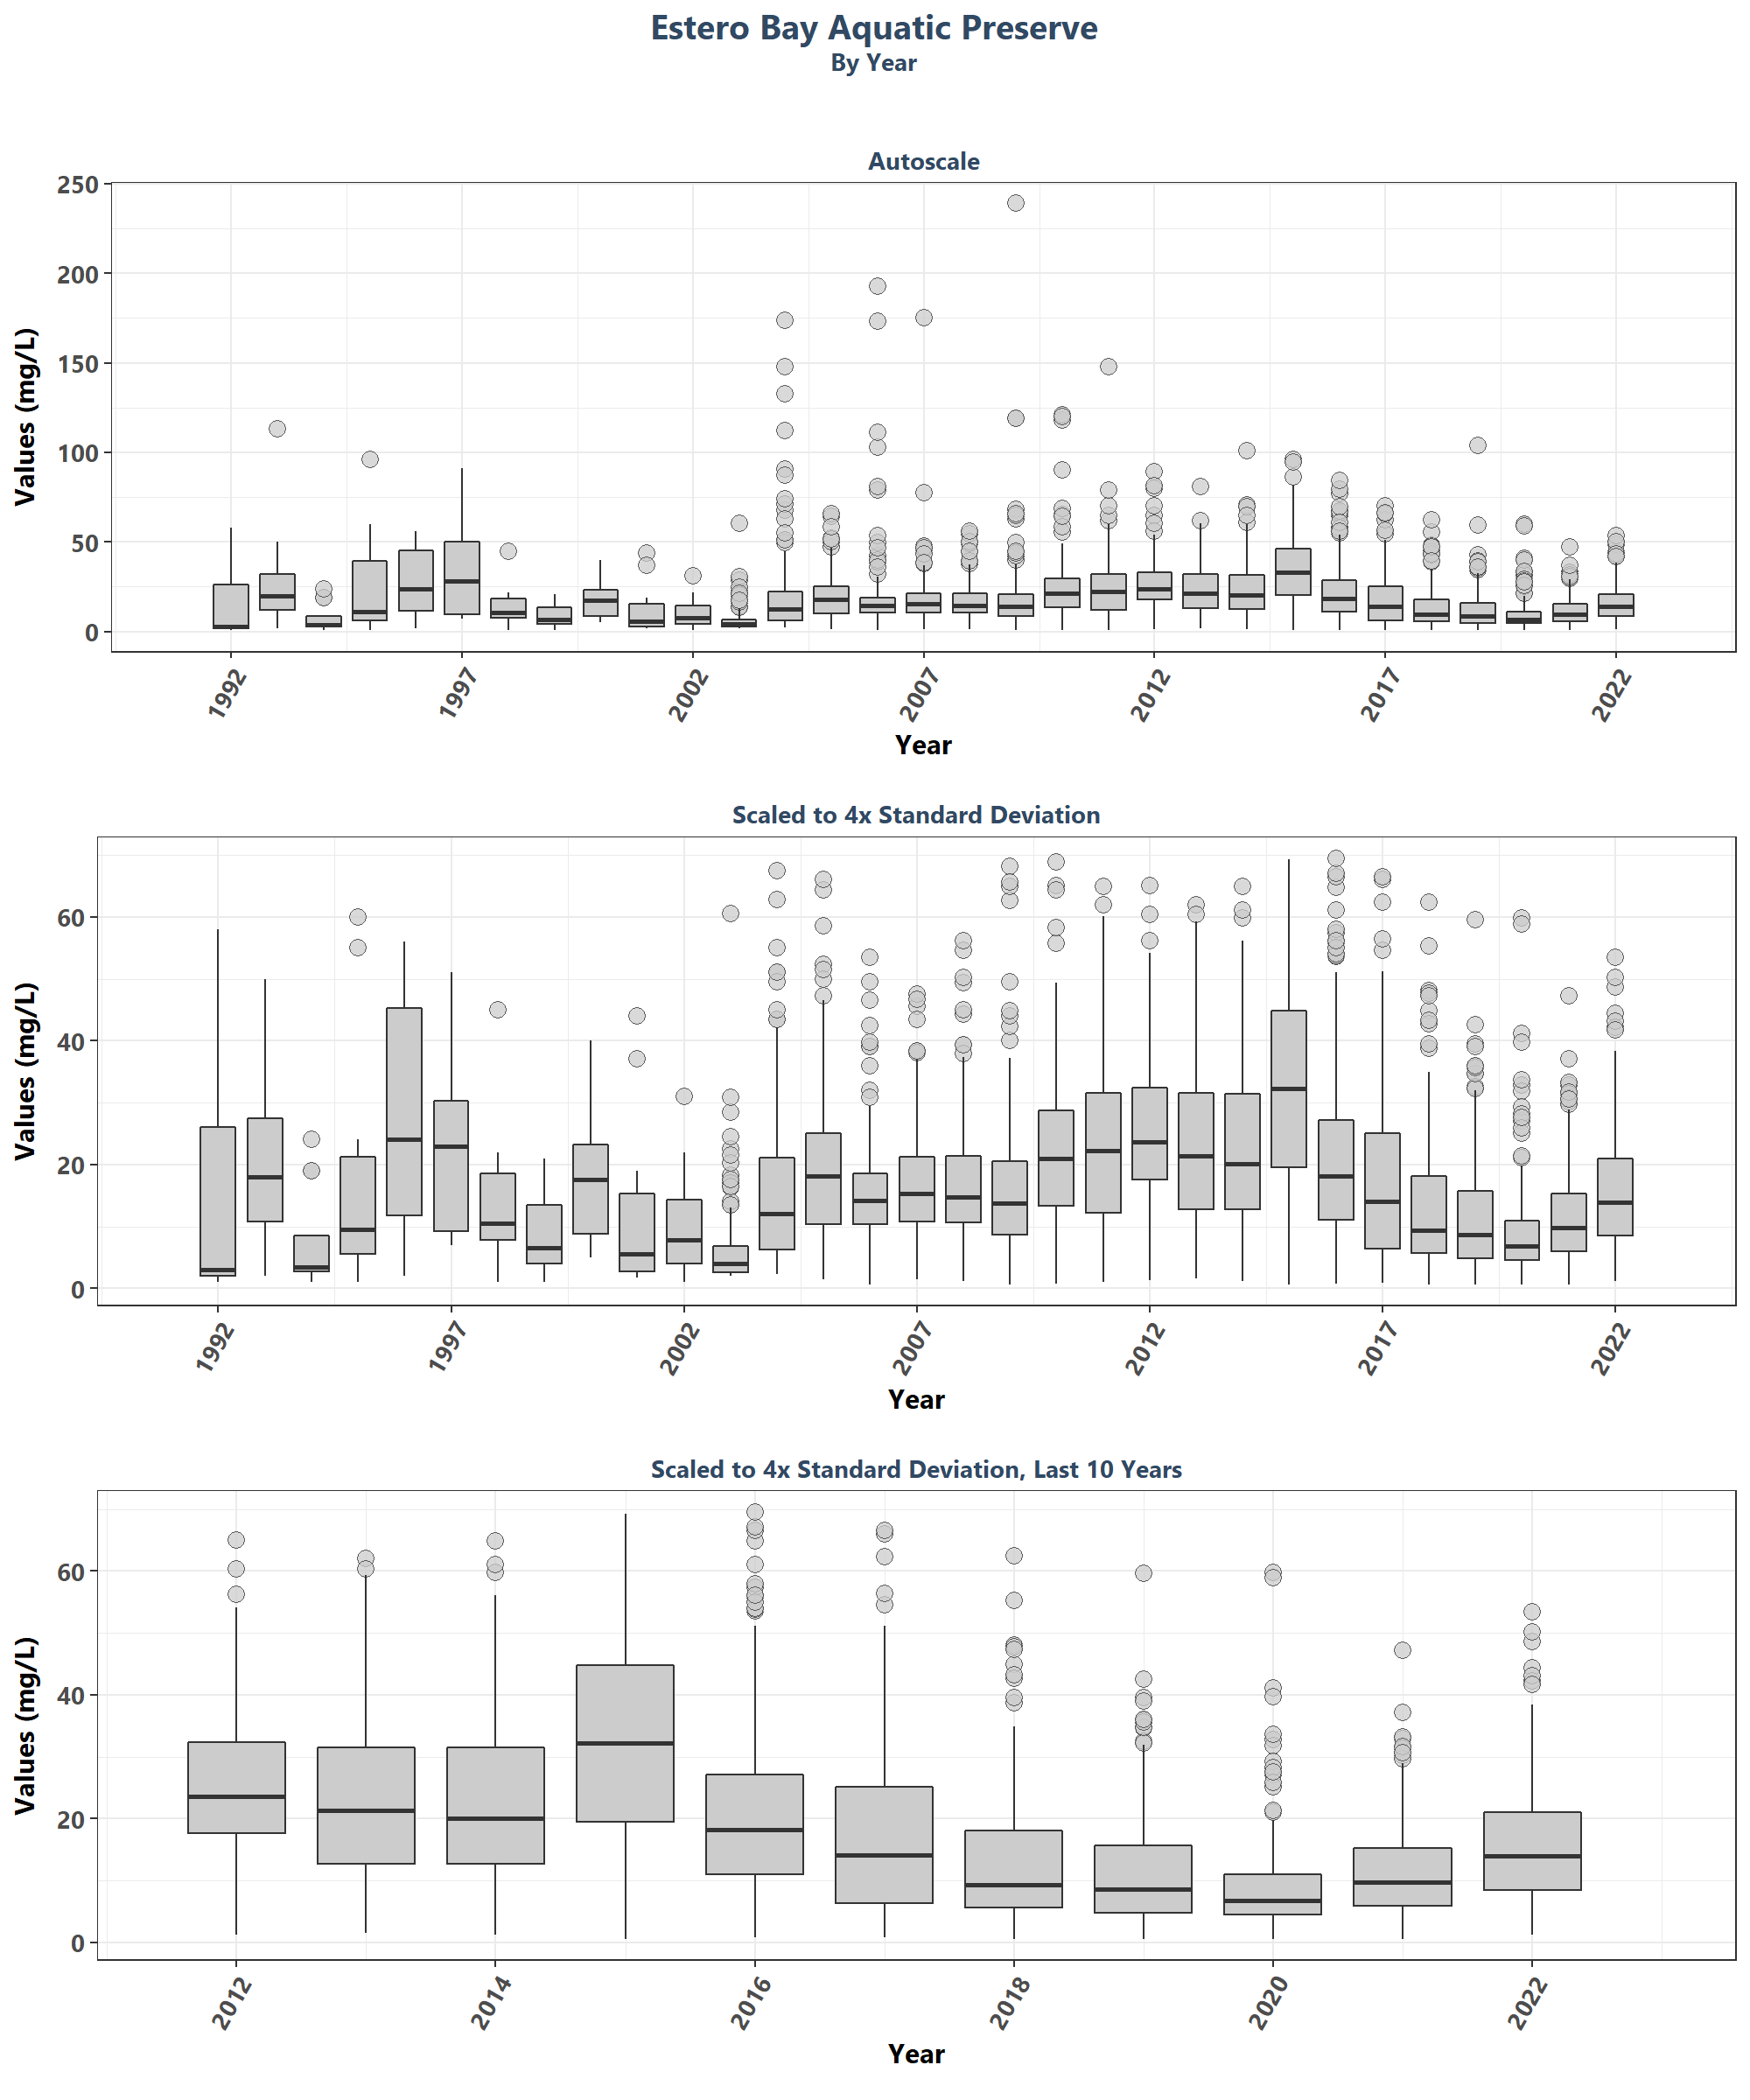 Estero Bay Aquatic Preserve
By Year
Autoscale
Values (mg/L)
250
200
150
100
50
0
1992 1997 2002 2007 2012 2017 2022
Year
Scaled to 4x Standard Deviation
Values (mg/L)
60
40
20
0
1992 1997 2002 2007 2012 2017 2022
Year
Scaled to 4x Standard Deviation, Last 10 Years
Values (mg/L)
60
40
20
0
2012 2014 2016 2018 2020 2022
Year